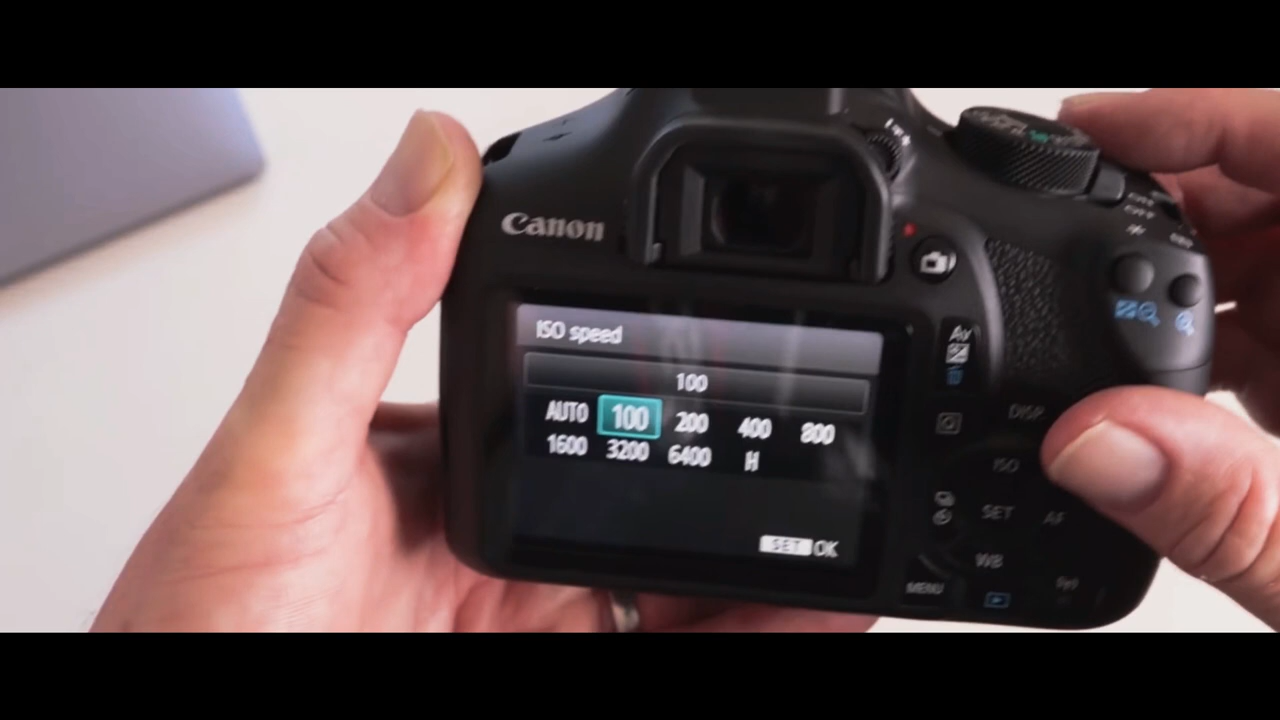 Canon
ISO speed
100
AUTO 100 200 400 800
1600 3200 6400 H
SET OK
Av
DISP.
ISO
SET AF
WB
MENU